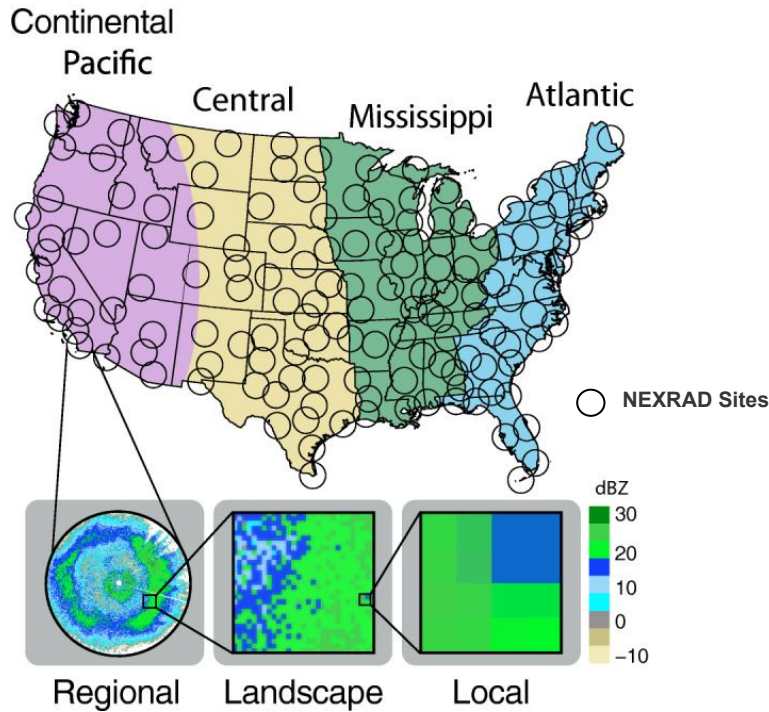 Continental
Pacific
Central
Mississippi
Atlantic
NEXRAD Sites
dBZ
30
20
10
0
−10
Regional
Landscape
Local